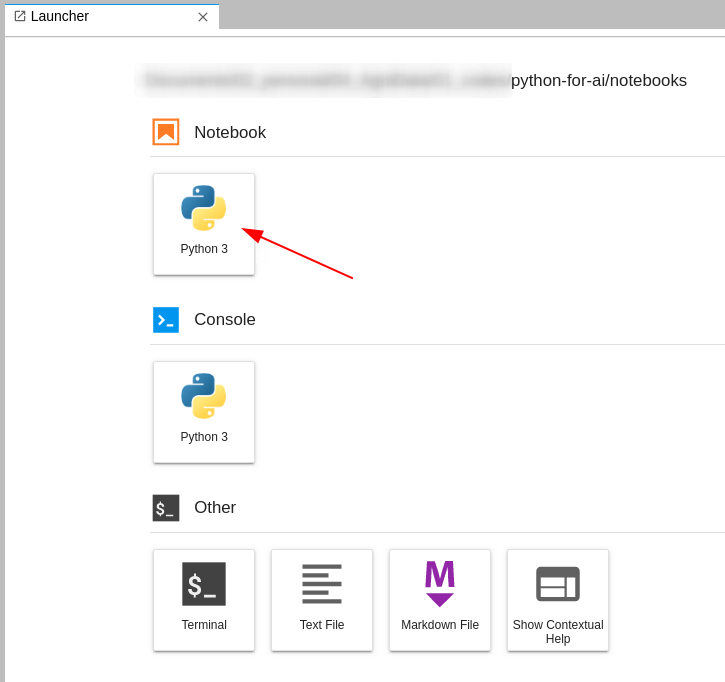 Launcher
python-for-ai/notebooks
Notebook
Python 3
Console
Python 3
Other
$_
Terminal
Text File
M
Markdown File
Show Contextual
Help